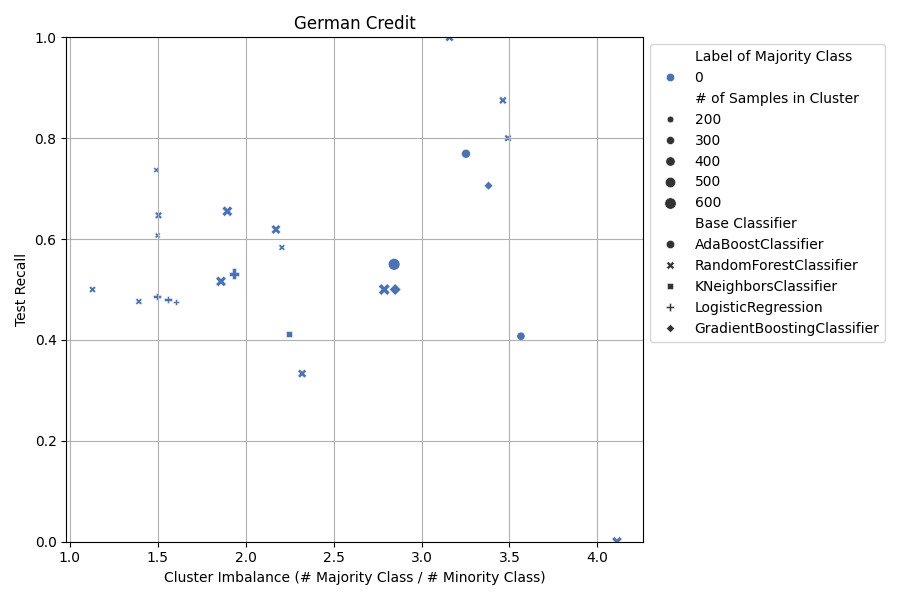 German Credit
1.0
0.8
0.6
0.4
0.2
0.0
Test Recall
1.0
1.5
2.0
2.5
3.0
3.5
4.0
Cluster Imbalance (# Majority Class / # Minority Class)
Label of Majority Class
0
# of Samples in Cluster
200
300
400
500
600
Base Classifier
AdaBoostClassifier
RandomForestClassifier
KNeighborsClassifier
LogisticRegression
GradientBoostingClassifier